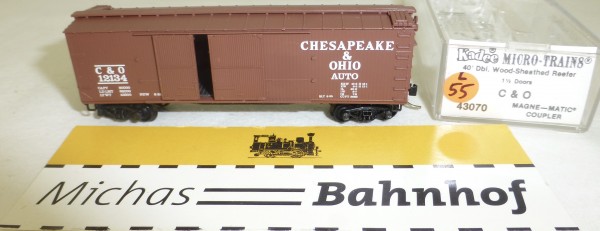 C & O
12134
CHESAPEAKE
&
OHIO
AUTO
Kadee MICRO-TRAINS®
40' Dbl. Wood-Sheathed Reefer
1½ Doors
C & O
43070
MAGNE-MATIC®
COUPLER
L
55
Michas Bahnhof